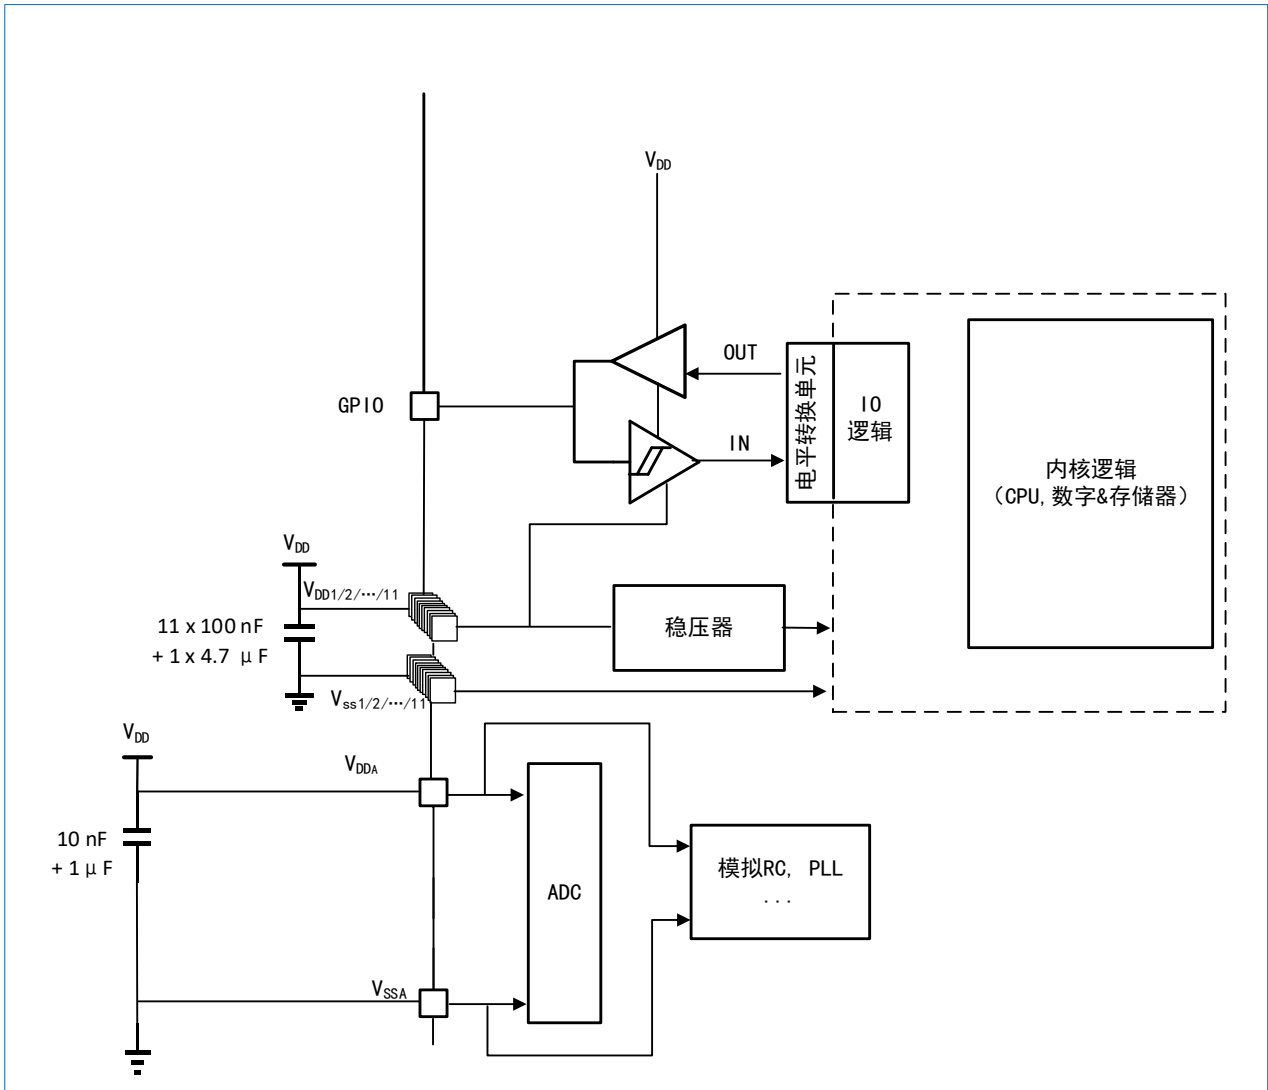 VDD
OUT
GPIO
IN
电平转换单元
IO
逻辑
内核逻辑
(CPU,数字&存储器)
VDD
VDD1/2/…/11
11 x 100 nF
+ 1 x 4.7 μF
稳压器
Vss1/2/…/11
VDD
VDDA
10 nF
+ 1 μF
ADC
模拟RC, PLL
...
VSSA